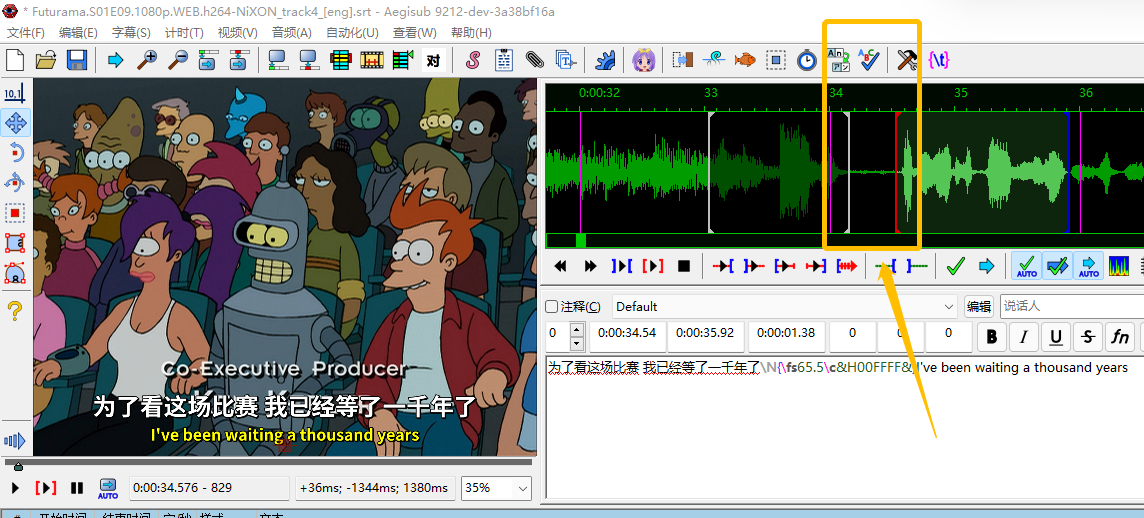 * Futurama.S01E09.1080p.WEB.h264-NiXON_track4_[eng].srt - Aegisub 9212-dev-3a38bf16a
文件(F) 编辑(E) 字幕(S) 计时(T) 视频(V) 音频(A) 自动化(U) 查看(W) 帮助(H)
对 {\t}
10,1
0:00:32 33 34 35 36
AUTO AUTO
注释(C) Default 编辑 说话人
0 0:00:34.54 0:00:35.92 0:00:01.38 0 0 0 B I U S fn
为了看这场比赛 我已经等了一千年了\N{\fs65.5\c&H00FFFF&}I've been waiting a thousand years
Co-Executive Producer
为了看这场比赛 我已经等了一千年了
I've been waiting a thousand years
AUTO 0:00:34.576 - 829 +36ms; -1344ms; 1380ms 35%
# 开始时间 结束时间 字/秒 样式 文本